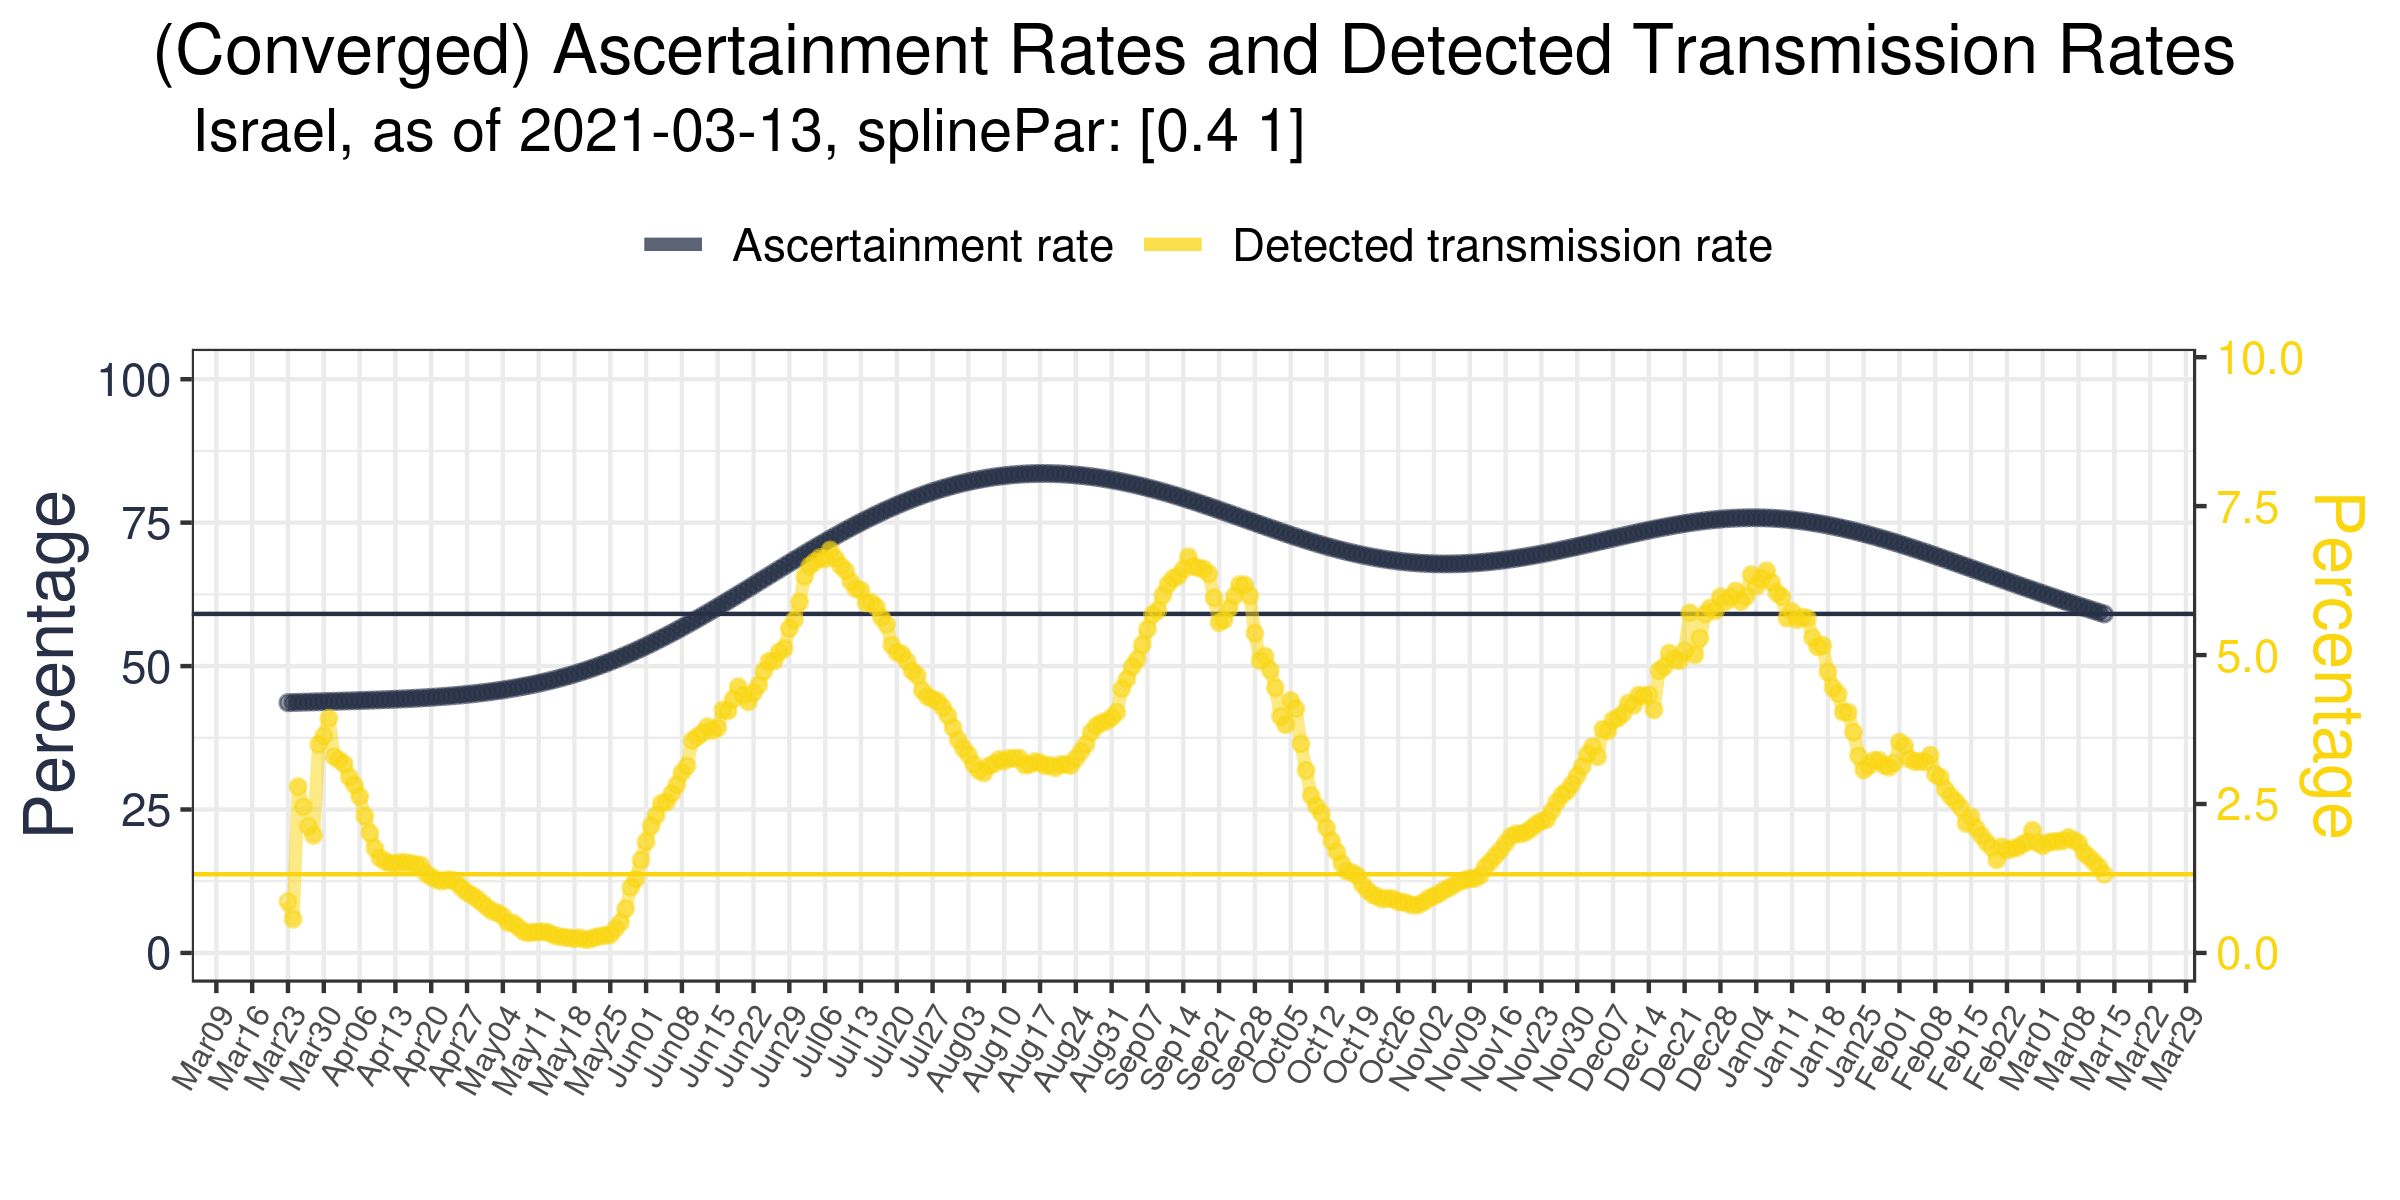 (Converged) Ascertainment Rates and Detected Transmission Rates
Israel, as of 2021-03-13, splinePar: [0.4 1]
Ascertainment rate
Detected transmission rate
Percentage
100
75
50
25
0
10.0
7.5
5.0
2.5
0.0
Percentage
Mar09
Mar16
Mar23
Mar30
Apr06
Apr13
Apr20
Apr27
May04
May11
May18
May25
Jun01
Jun08
Jun15
Jun22
Jun29
Jul06
Jul13
Jul20
Jul27
Aug03
Aug10
Aug17
Aug24
Aug31
Sep07
Sep14
Sep21
Sep28
Oct05
Oct12
Oct19
Oct26
Nov02
Nov09
Nov16
Nov23
Nov30
Dec07
Dec14
Dec21
Dec28
Dec04
Jan11
Jan18
Jan25
Feb01
Feb08
Feb15
Feb22
Mar01
Mar08
Mar15
Mar22
Mar29